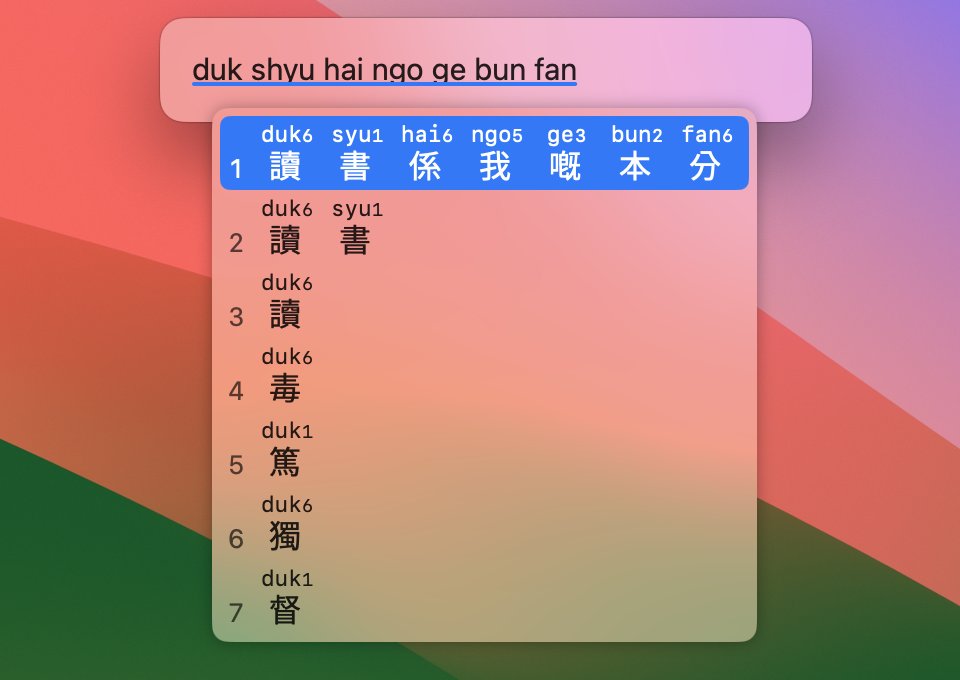 duk shyu hai ngo ge bun fan
duk6 syu1 hai6 ngo5 ge3 bun2 fan6
1 讀 書 係 我 嘅 本 分
duk6 syu1
2 讀 書
duk6
3 讀
duk6
4 毒
duk1
5 篤
duk6
6 獨
duk1
7 督